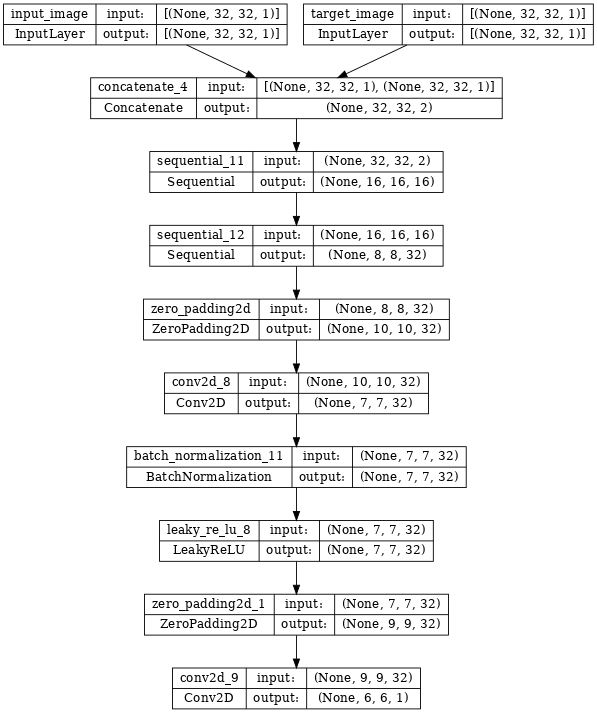 input_image input: [(None, 32, 32, 1)]
InputLayer output: [(None, 32, 32, 1)]
target_image input: [(None, 32, 32, 1)]
InputLayer output: [(None, 32, 32, 1)]
concatenate_4 input: [(None, 32, 32, 1), (None, 32, 32, 1)]
Concatenate output: (None, 32, 32, 2)
sequential_11 input: (None, 32, 32, 2)
Sequential output: (None, 16, 16, 16)
sequential_12 input: (None, 16, 16, 16)
Sequential output: (None, 8, 8, 32)
zero_padding2d input: (None, 8, 8, 32)
ZeroPadding2D output: (None, 10, 10, 32)
conv2d_8 input: (None, 10, 10, 32)
Conv2D output: (None, 7, 7, 32)
batch_normalization_11 input: (None, 7, 7, 32)
BatchNormalization output: (None, 7, 7, 32)
leaky_re_lu_8 input: (None, 7, 7, 32)
LeakyReLU output: (None, 7, 7, 32)
zero_padding2d_1 input: (None, 7, 7, 32)
ZeroPadding2D output: (None, 9, 9, 32)
conv2d_9 input: (None, 9, 9, 32)
Conv2D output: (None, 6, 6, 1)